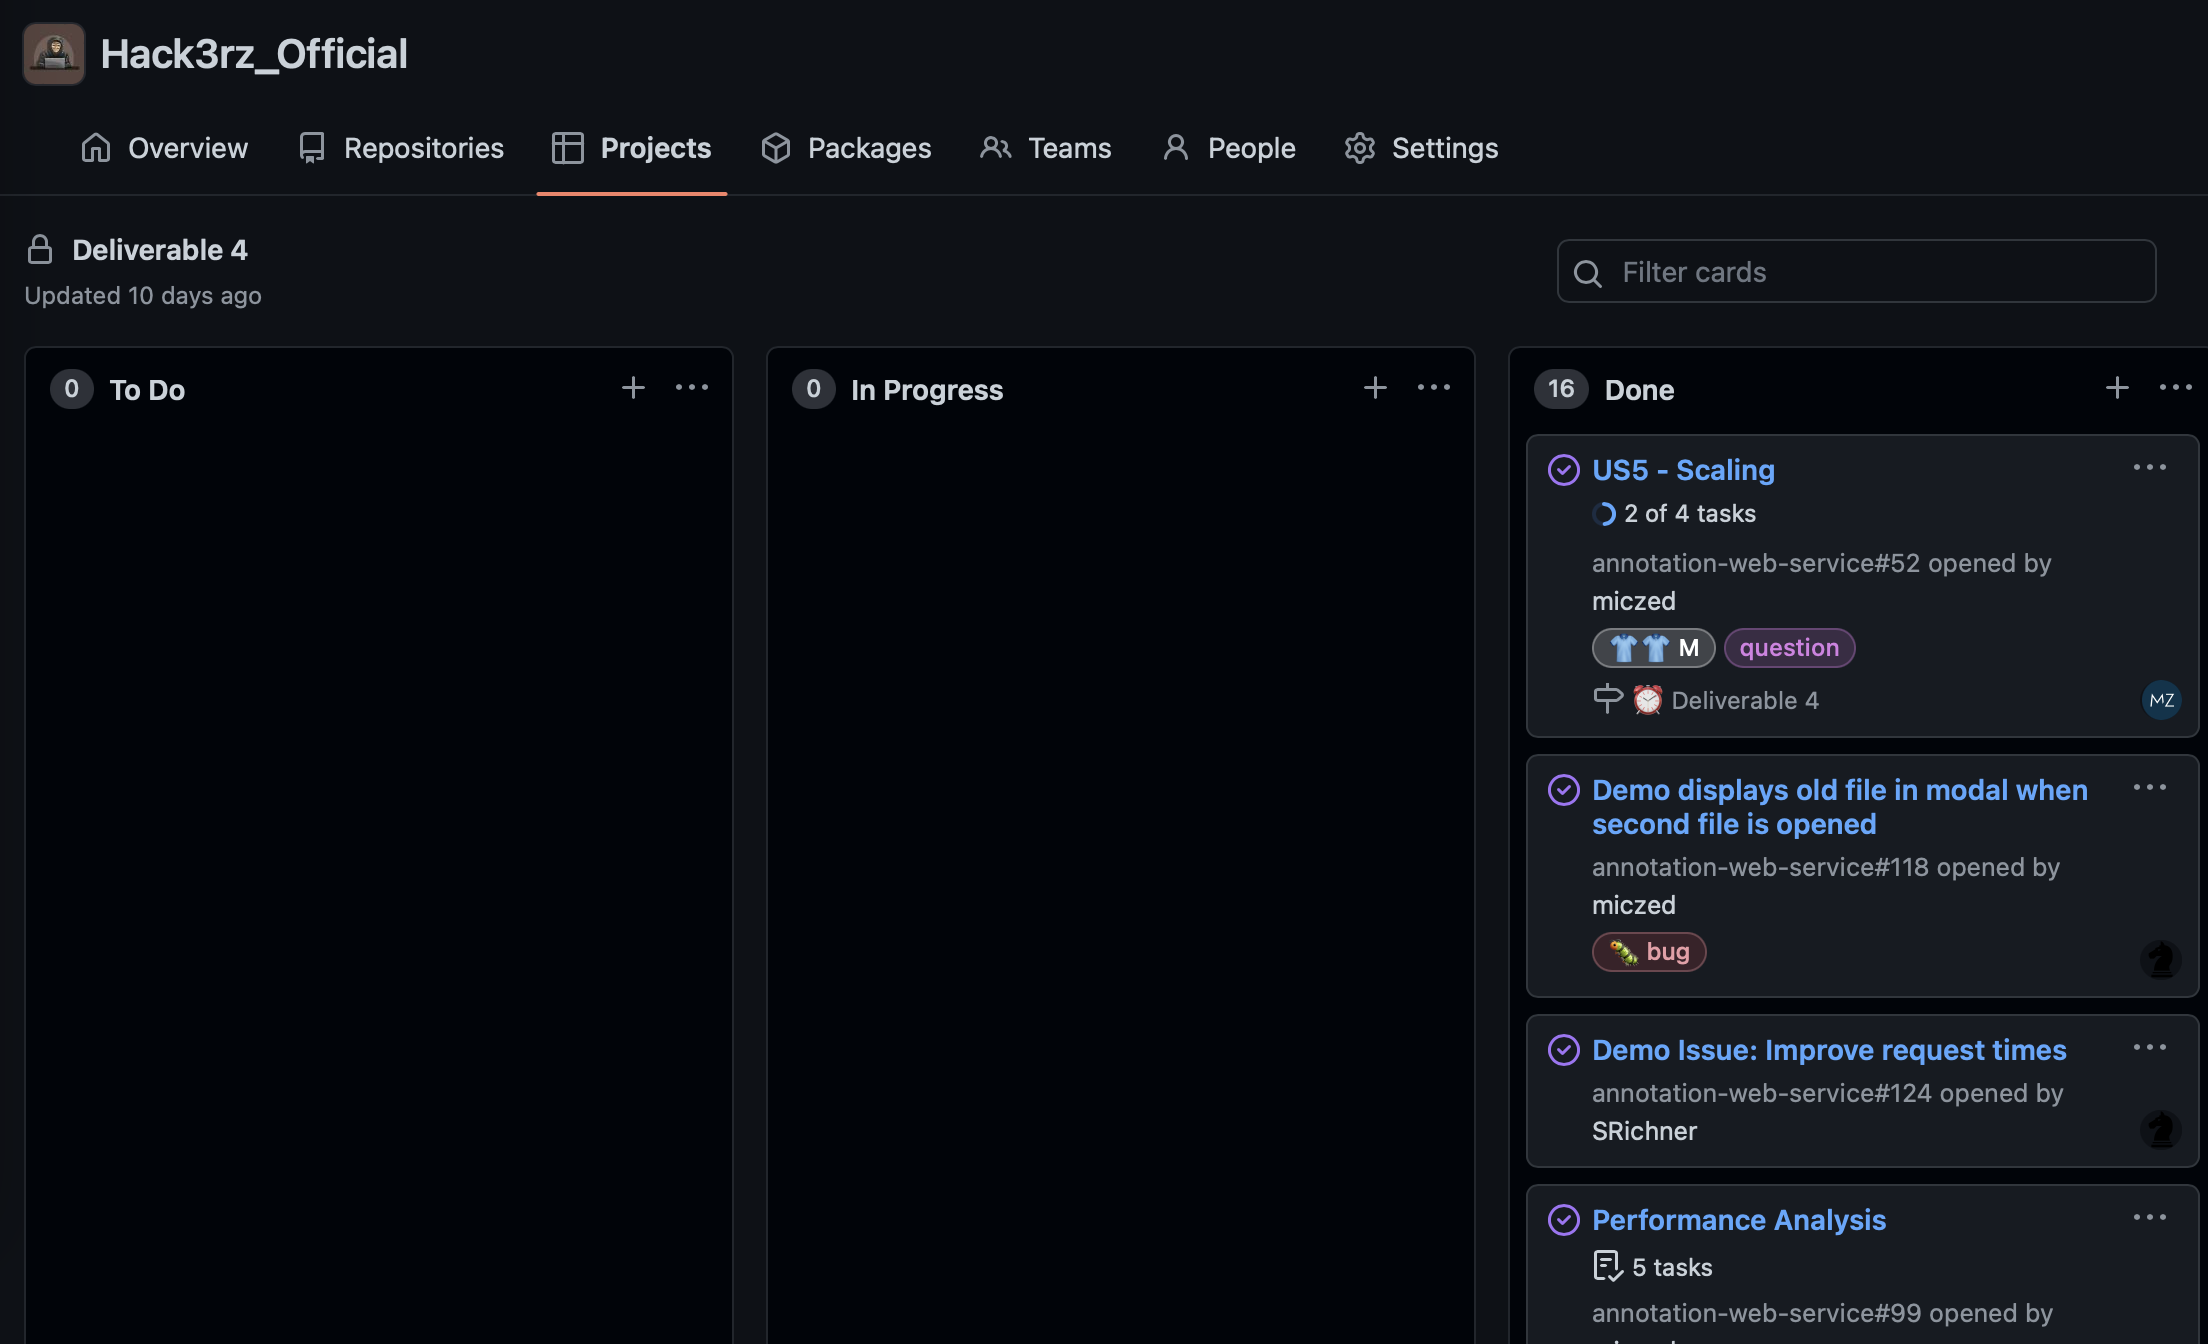 Hack3rz_Official
Overview
Repositories
Projects
Packages
Teams
People
Settings
Deliverable 4
Updated 10 days ago
Filter cards
0 To Do
0 In Progress
16 Done
US5 - Scaling
2 of 4 tasks
annotation-web-service#52 opened by
miczed
👕👕 M question
⏰ Deliverable 4
MZ
Demo displays old file in modal when
second file is opened
annotation-web-service#118 opened by
miczed
🐛 bug
Demo Issue: Improve request times
annotation-web-service#124 opened by
SRichner
Performance Analysis
5 tasks
annotation-web-service#99 opened by